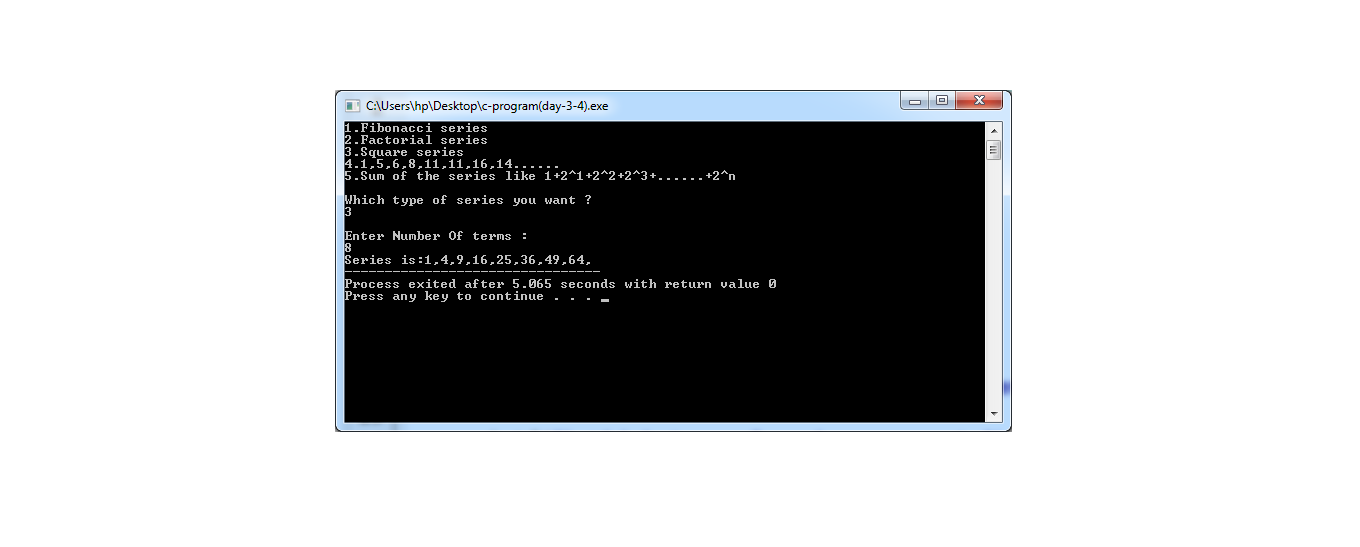 C:\Users\hp\Desktop\c-program(day-3-4).exe
1.Fibonacci series
2.Factorial series
3.Square series
4.1,5,6,8,11,11,16,14......
5.Sum of the series like 1+2^1+2^2+2^3+......+2^n
Which type of series you want ?
3
Enter Number Of terms :
8
Series is:1,4,9,16,25,36,49,64,
--------------------------------
Process exited after 5.065 seconds with return value 0
Press any key to continue . . . _